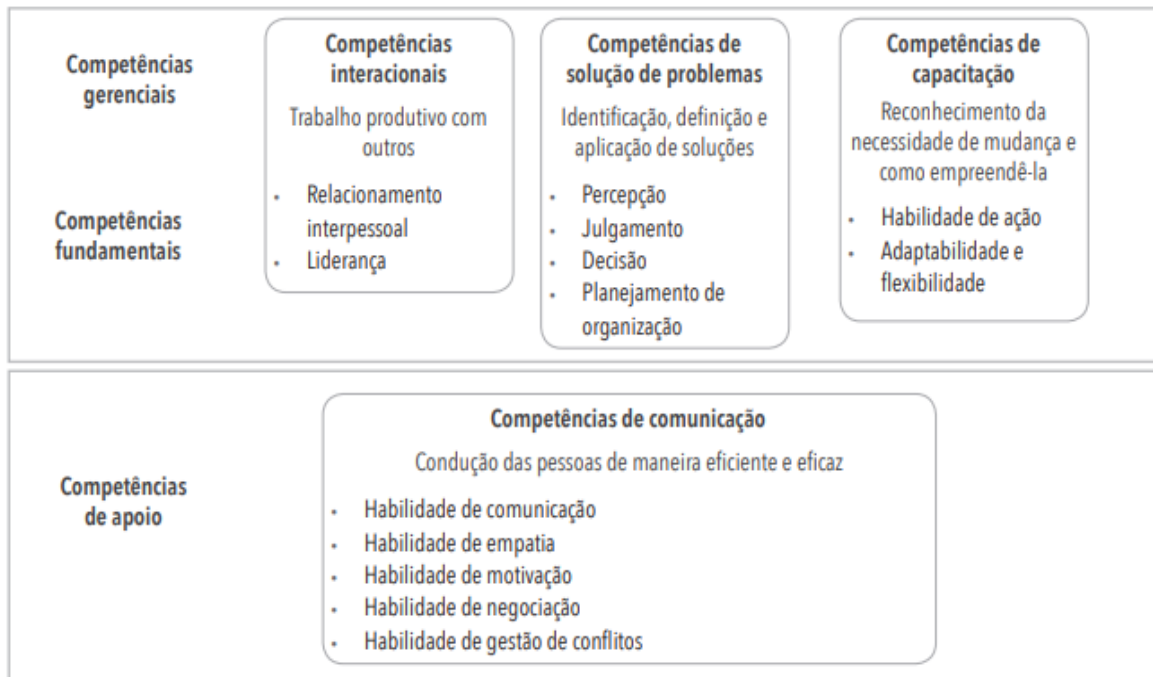 Competências
gerenciais
Competências
interacionais
Trabalho produtivo com
outros
Competências
fundamentais
• Relacionamento
interpessoal
• Liderança
Competências de
solução de problemas
Identificação, definição e
aplicação de soluções
• Percepção
• Julgamento
• Decisão
• Planejamento de
organização
Competências de
capacitação
Reconhecimento da
necessidade de mudança e
como empreendê-la
• Habilidade de ação
• Adaptabilidade e
flexibilidade
Competências
de apoio
Competências de comunicação
Condução das pessoas de maneira eficiente e eficaz
• Habilidade de comunicação
• Habilidade de empatia
• Habilidade de motivação
• Habilidade de negociação
• Habilidade de gestão de conflitos